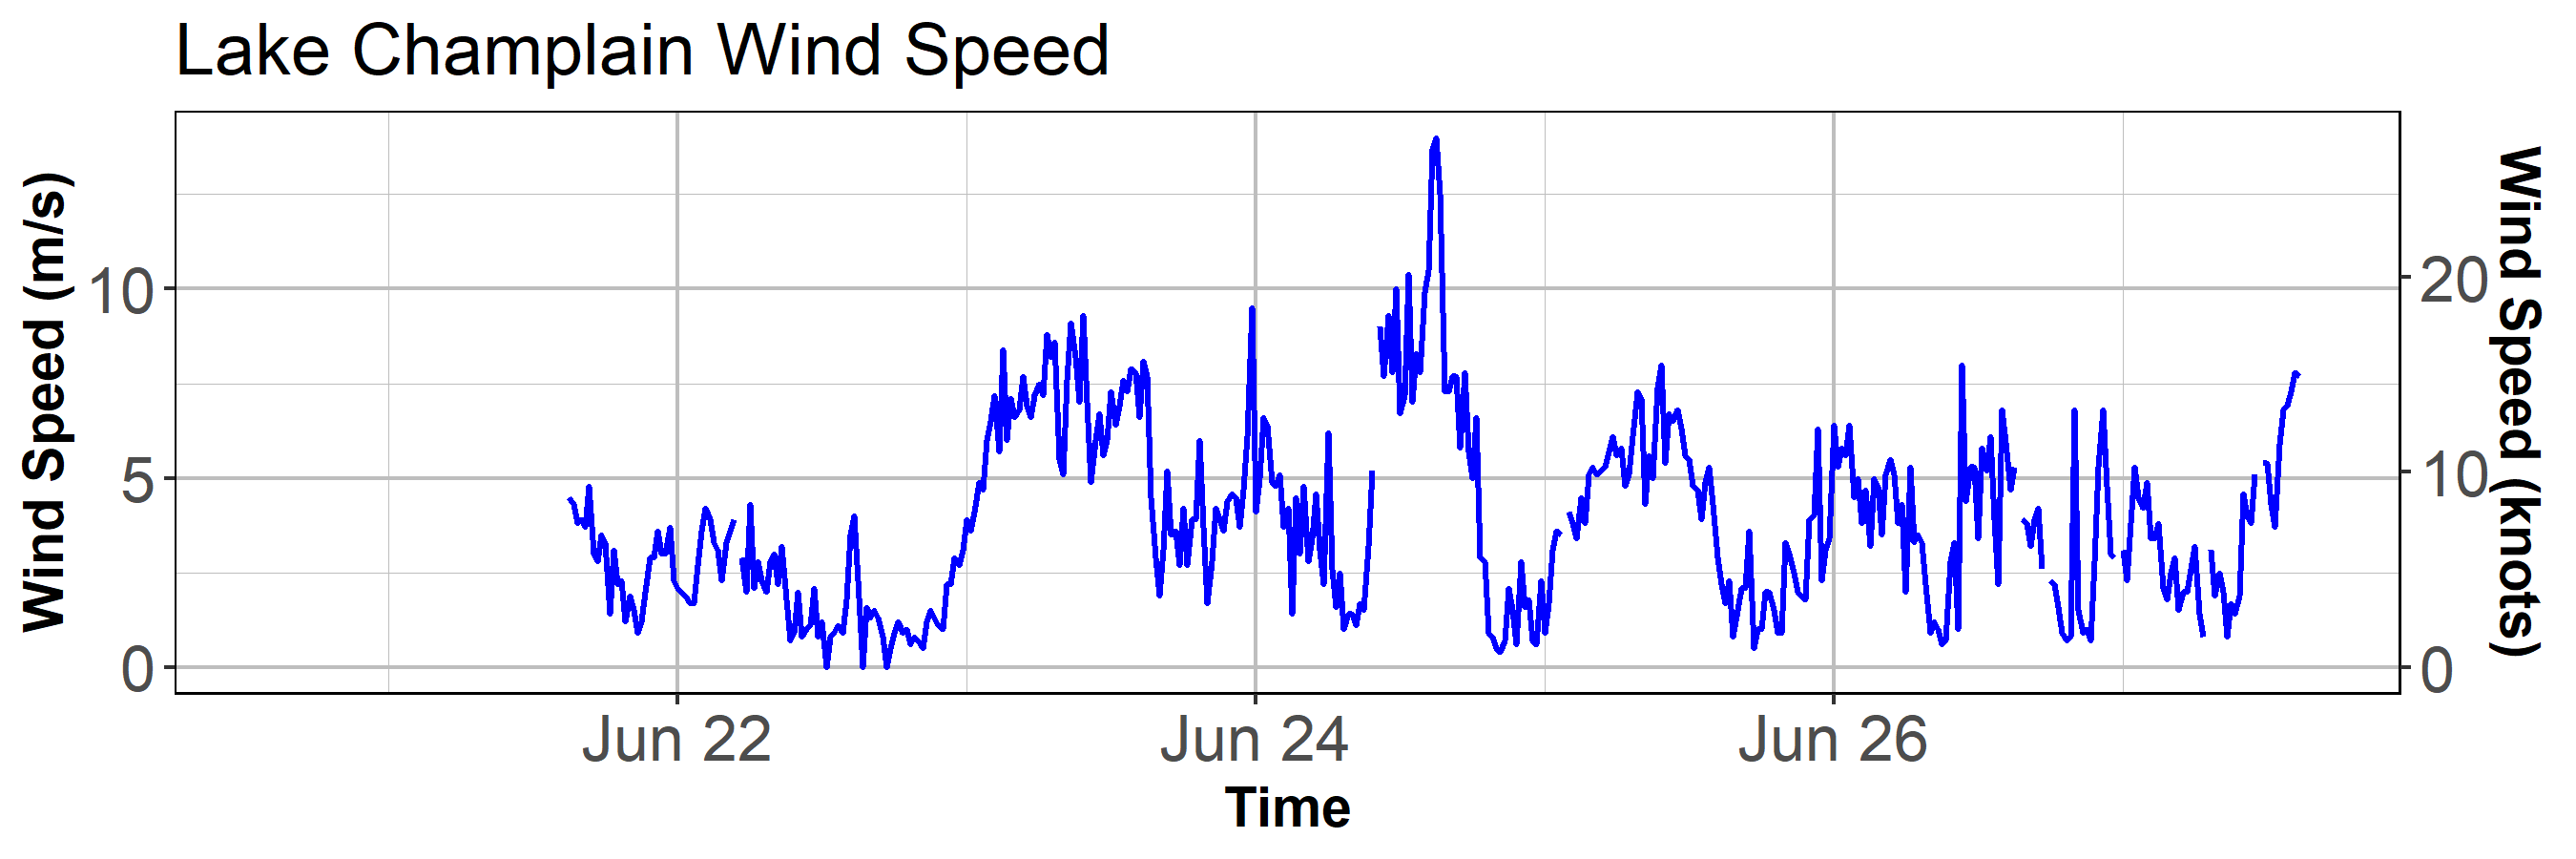 Lake Champlain Wind Speed
Wind Speed (m/s)
10
5
0
20
10
0
Wind Speed (knots)
Jun 22
Jun 24
Jun 26
Time